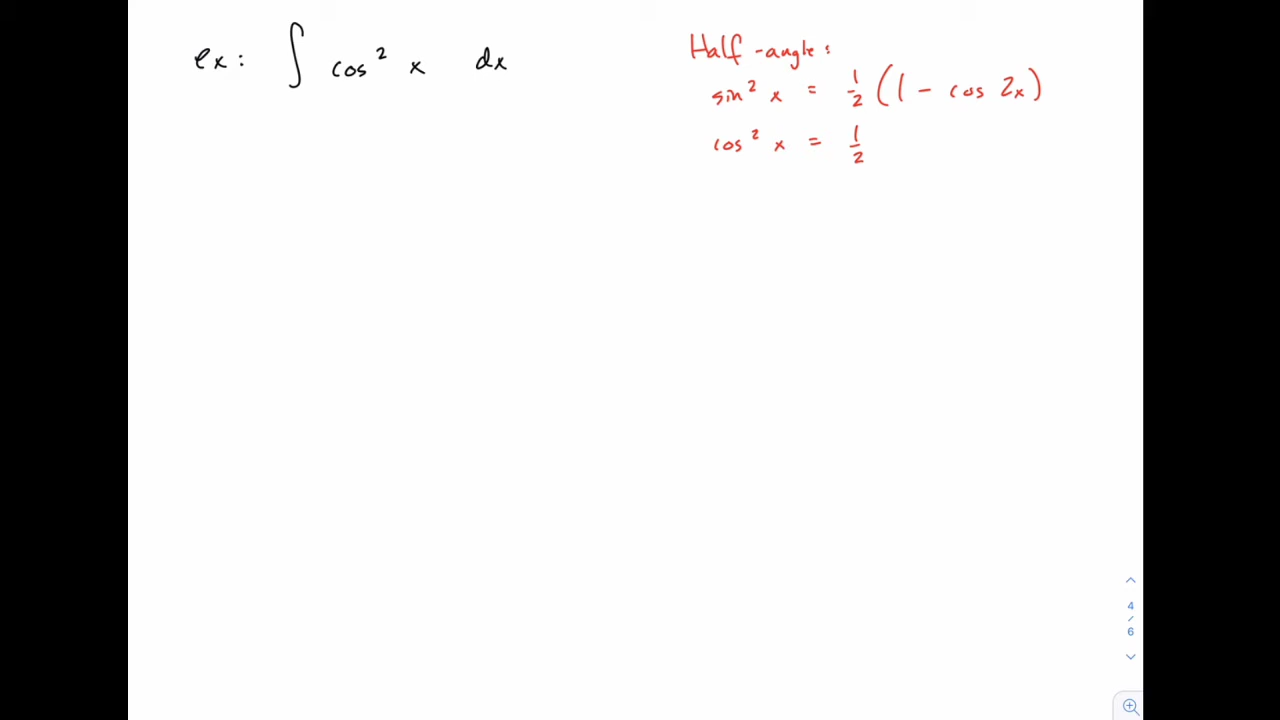 ex: ∫ cos² x dx
Half-angle:
sin² x = 1/2 (1 - cos 2x)
cos² x = 1/2
4
/
6